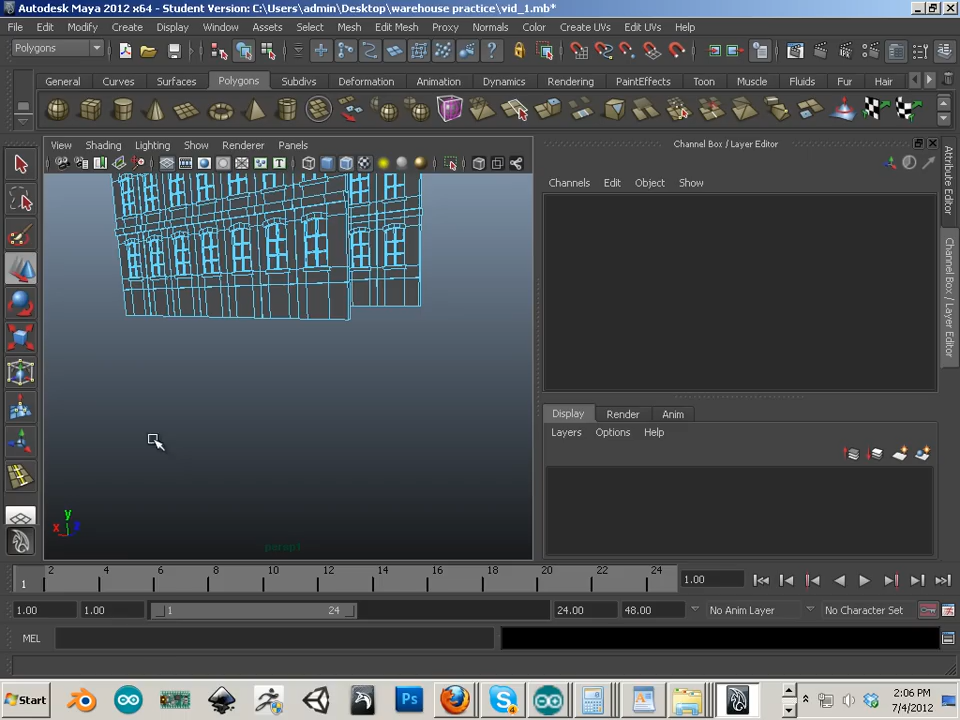 Autodesk Maya 2012 x64 - Student Version: C:\Users\admin\Desktop\warehouse practice\vid_1.mb*
File Edit Modify Create Display Window Assets Select Mesh Edit Mesh Proxy Normals Color Create UVs Edit UVs Help
Polygons
General Curves Surfaces Polygons Subdivs Deformation Animation Dynamics Rendering PaintEffects Toon Muscle Fluids Fur Hair
View Shading Lighting Show Renderer Panels
Channel Box / Layer Editor
Channels Edit Object Show
Attribute Editor
Channel Box / Layer Editor
Display Render Anim
Layers Options Help
y
x
persp1
2 4 6 8 10 12 14 16 18 20 22 24
1
1.00
1.00 1.00 1 24 24.00 48.00 No Anim Layer No Character Set
MEL
Start
Ps
2:06 PM
7/4/2012